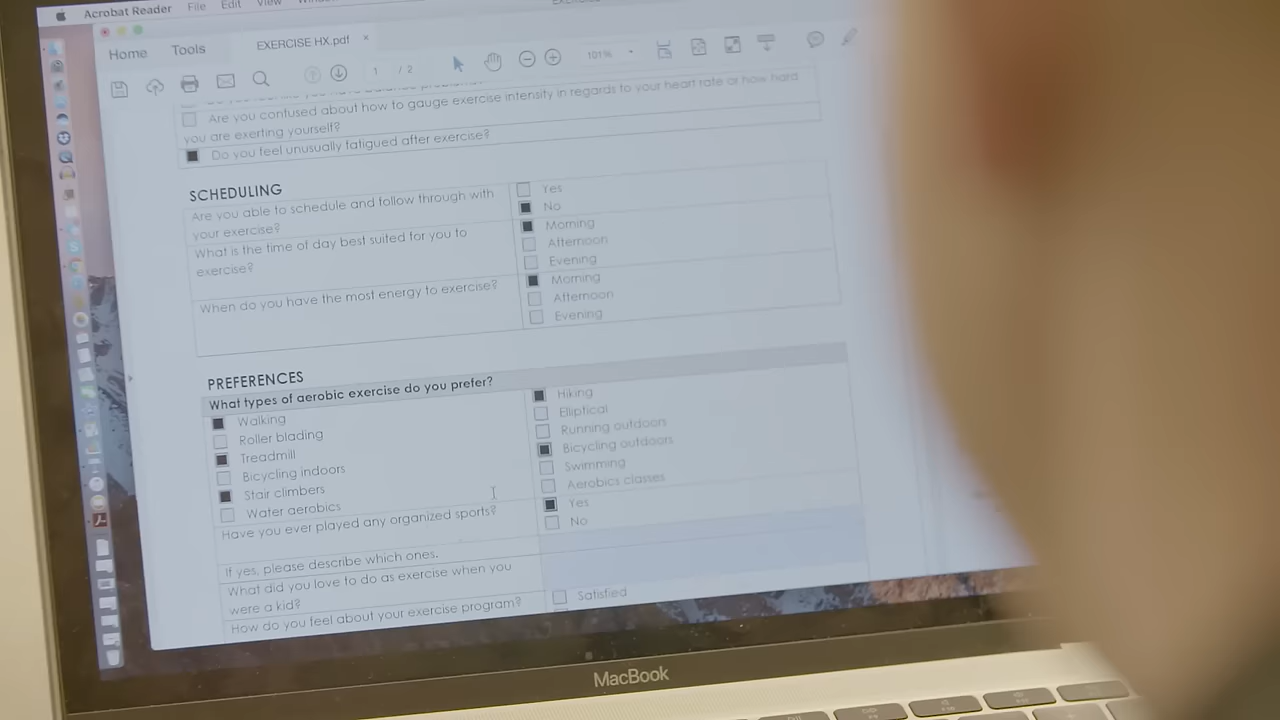 Acrobat Reader File Edit View
Home Tools EXERCISE HX.pdf ×
1 / 2 101%
Are you confused about how to gauge exercise intensity in regards to your heart rate or how hard
you are exerting yourself?
Do you feel unusually fatigued after exercise?
SCHEDULING
Are you able to schedule and follow through with
your exercise?
Yes
No
What is the time of day best suited for you to
exercise?
Morning
Afternoon
Evening
When do you have the most energy to exercise?
Morning
Afternoon
Evening
PREFERENCES
What types of aerobic exercise do you prefer?
Walking
Roller blading
Treadmill
Bicycling indoors
Stair climbers
Water aerobics
Hiking
Elliptical
Running outdoors
Bicycling outdoors
Swimming
Aerobics classes
Have you ever played any organized sports?
Yes
No
If yes, please describe which ones.
What did you love to do as exercise when you
were a kid?
How do you feel about your exercise program?
Satisfied
MacBook